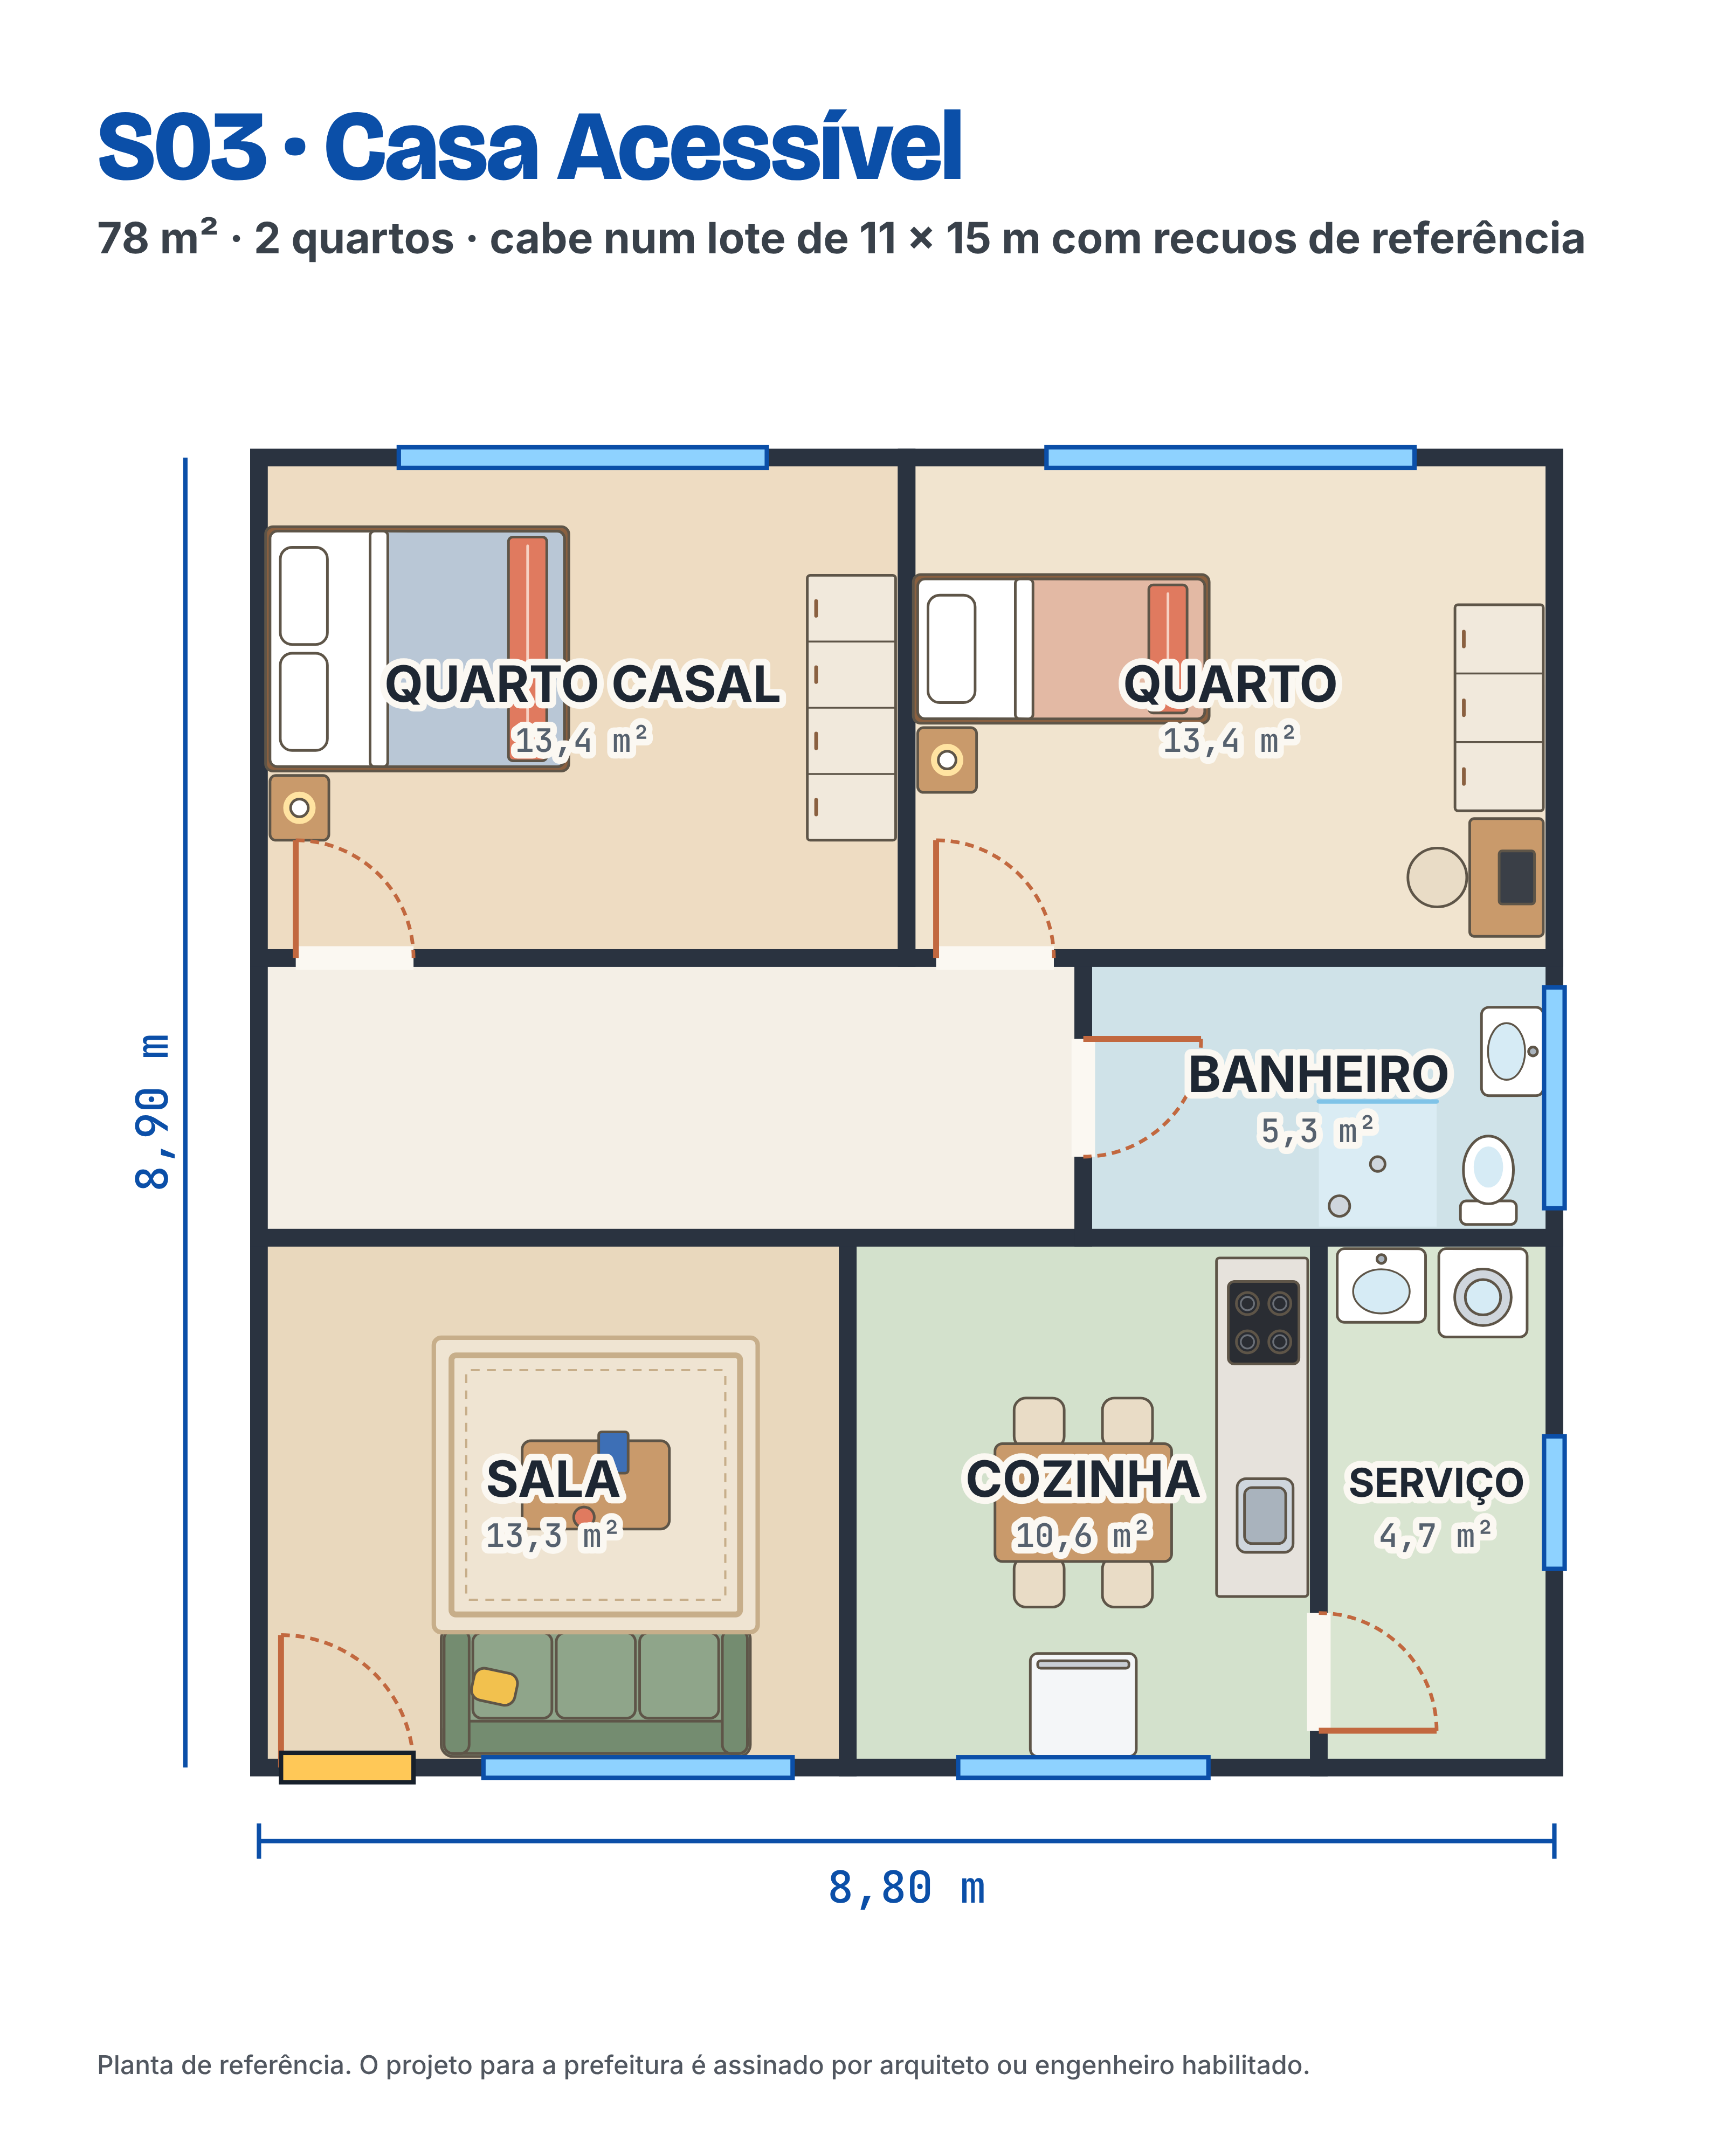 S03 · Casa Acessível
78 m² · 2 quartos · cabe num lote de 11 × 15 m com recuos de referência
QUARTO CASAL
13,4 m²
QUARTO
13,4 m²
8,90 m
BANHEIRO
5,3 m²
SALA
13,3 m²
COZINHA
10,6 m²
SERVIÇO
4,7 m²
8,80 m
Planta de referência. O projeto para a prefeitura é assinado por arquiteto ou engenheiro habilitado.